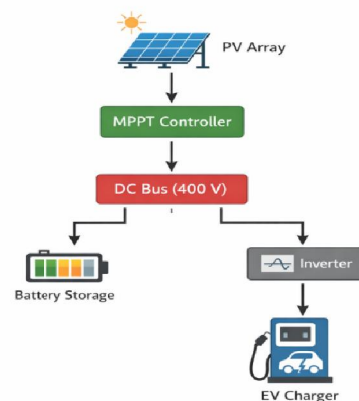 PV Array
MPPT Controller
DC Bus (400 V)
Battery Storage
Inverter
EV Charger